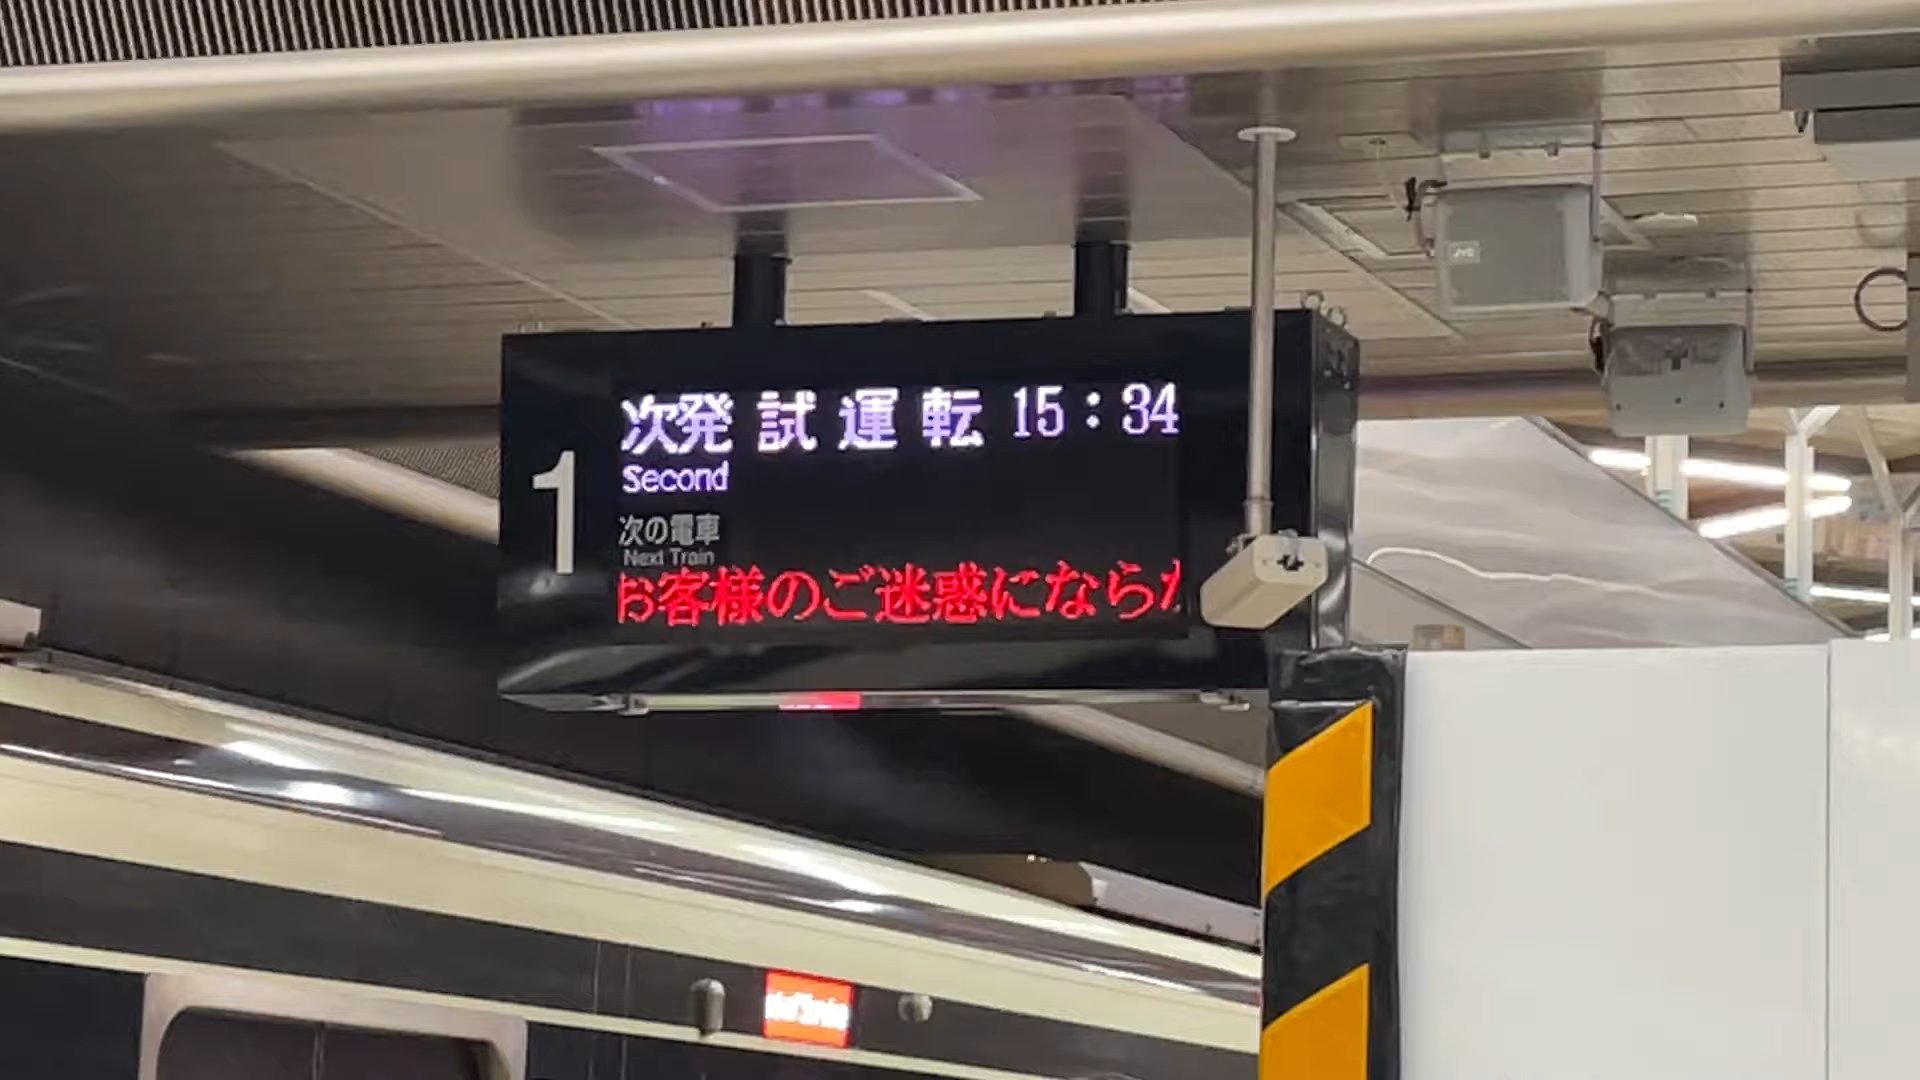 1
次発 試運転 15:34
Second
次の電車
Next Train
お客様のご迷惑になら
JVC